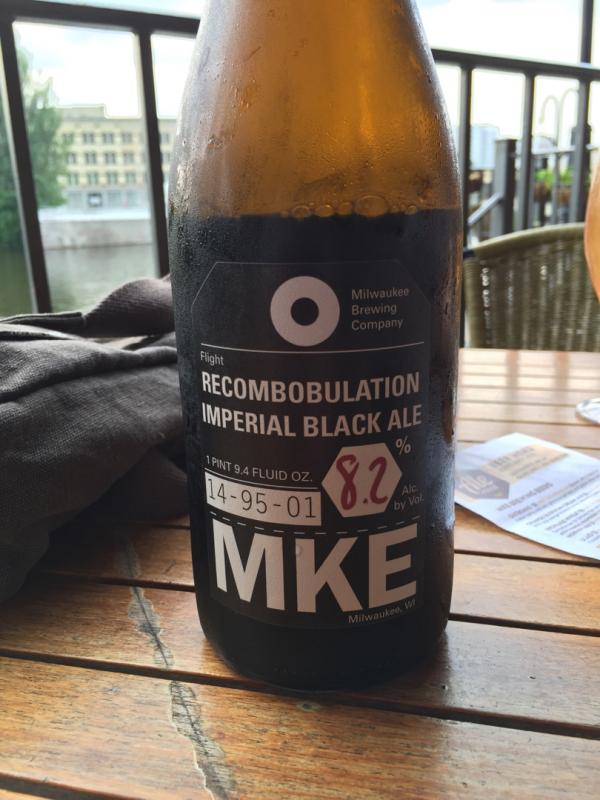 Milwaukee
Brewing
Company
Flight
RECOMBOBULATION
IMPERIAL BLACK ALE
1 PINT 9.4 FLUID OZ.
14-95-01
8.2
%
Alc.
by Vol.
MKE
Milwaukee, WI